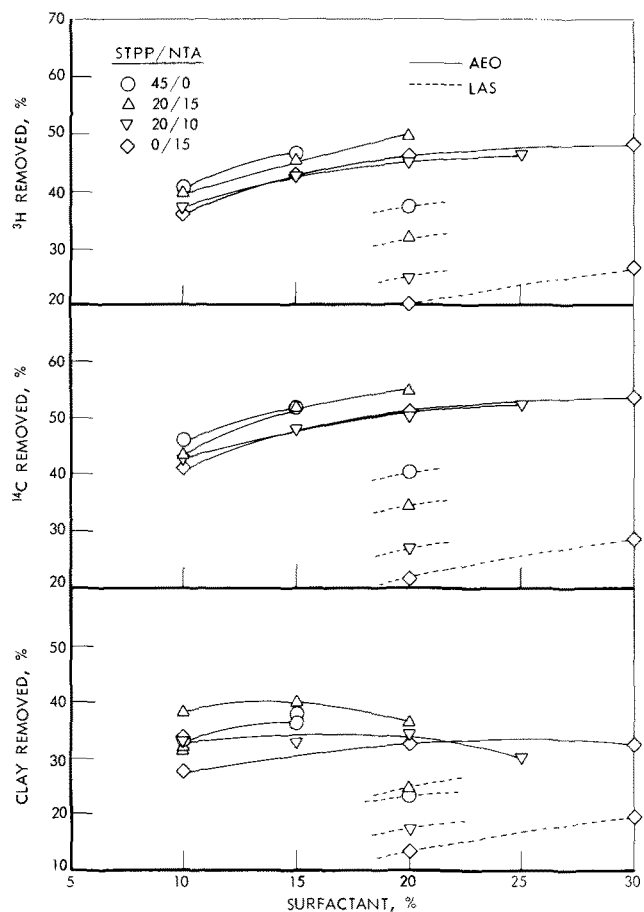 70
60
50
40
30
20
³H REMOVED, %
STPP/NTA
45/0
20/15
20/10
0/15
AEO
LAS
60
50
40
30
20
¹⁴C REMOVED, %
50
40
30
20
10
CLAY REMOVED, %
5 10 15 20 25 30
SURFACTANT, %